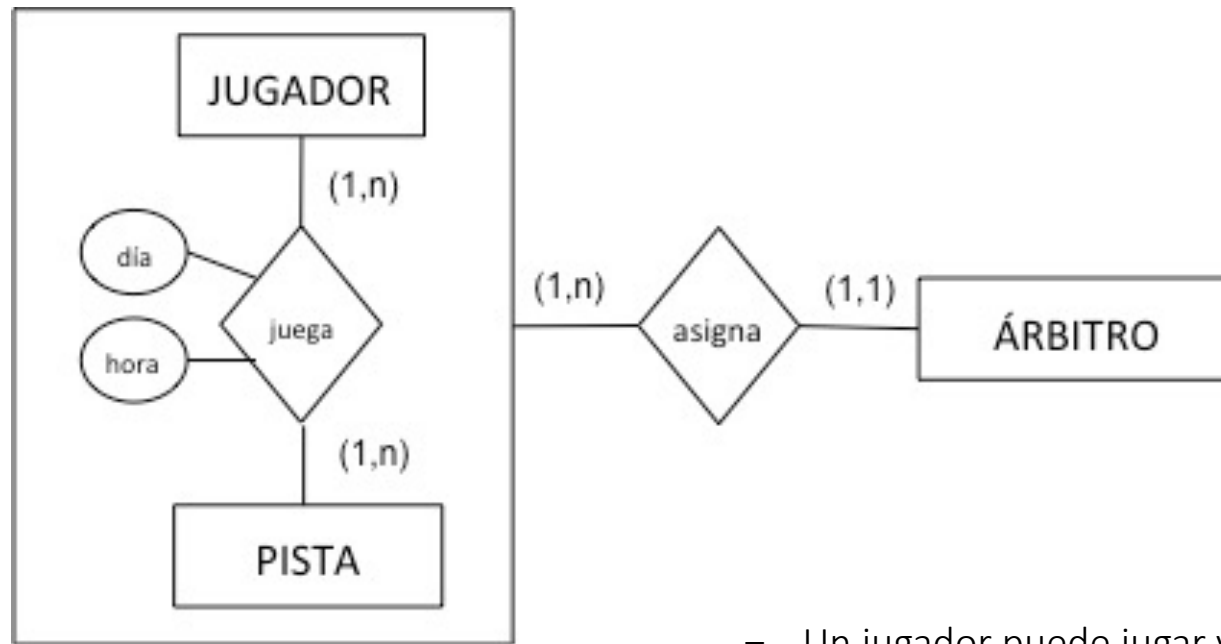 JUGADOR
(1,n)
día
juega
hora
(1,n)
PISTA
(1,n)
asigna
(1,1)
ÁRBITRO
– Un jugador puede jugar